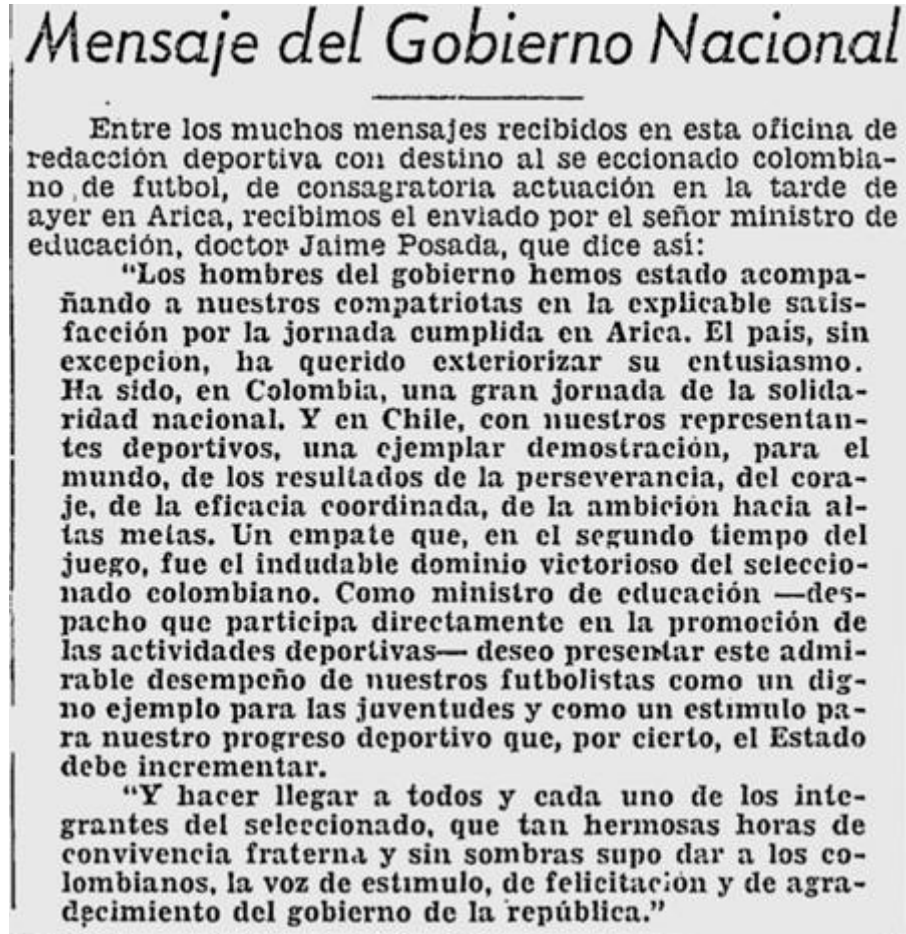 Mensaje del Gobierno Nacional
Entre los muchos mensajes recibidos en esta oficina de
redacción deportiva con destino al se eccionado colombia-
no de futbol, de consagratoria actuación en la tarde de
ayer en Arica, recibimos el enviado por el señor ministro de
educación, doctor Jaime Posada, que dice así:
"Los hombres del gobierno hemos estado acompa-
ñando a nuestros compatriotas en la explicable satis-
facción por la jornada cumplida en Arica. El país, sin
excepción, ha querido exteriorizar su entusiasmo.
Ha sido, en Colombia, una gran jornada de la solida-
ridad nacional. Y en Chile, con nuestros representan-
tes deportivos, una ejemplar demostración, para el
mundo, de los resultados de la perseverancia, del cora-
je, de la eficacia coordinada, de la ambición hacia al-
tas metas. Un empate que, en el segundo tiempo del
juego, fue el indudable dominio victorioso del seleccio-
nado colombiano. Como ministro de educación —des-
pacho que participa directamente en la promoción de
las actividades deportivas— deseo presentar este admi-
rable desempeño de nuestros futbolistas como un dig-
no ejemplo para las juventudes y como un estímulo pa-
ra nuestro progreso deportivo que, por cierto, el Estado
debe incrementar.
"Y hacer llegar a todos y cada uno de los inte-
grantes del seleccionado, que tan hermosas horas de
convivencia fraterna y sin sombras supo dar a los co-
lombianos, la voz de estímulo, de felicitación y de agra-
decimiento del gobierno de la república."